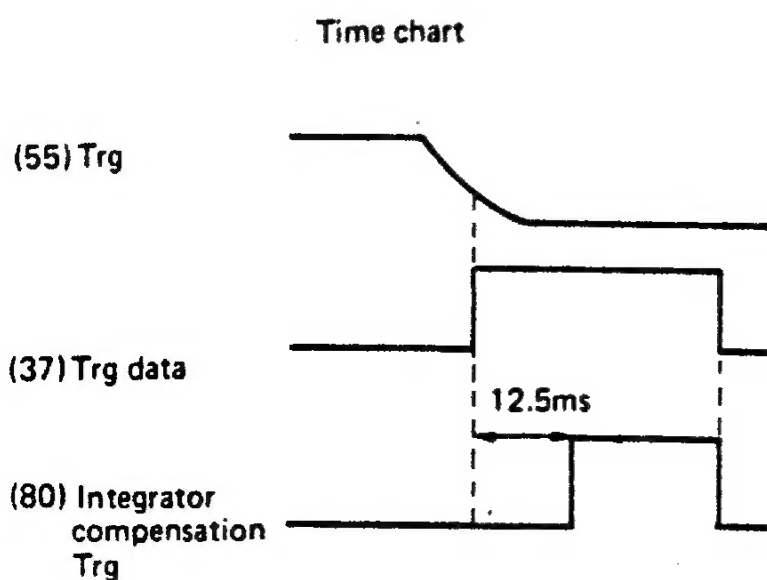 Time chart
(55) Trg
(37) Trg data
12.5ms
(80) Integrator
compensation
Trg